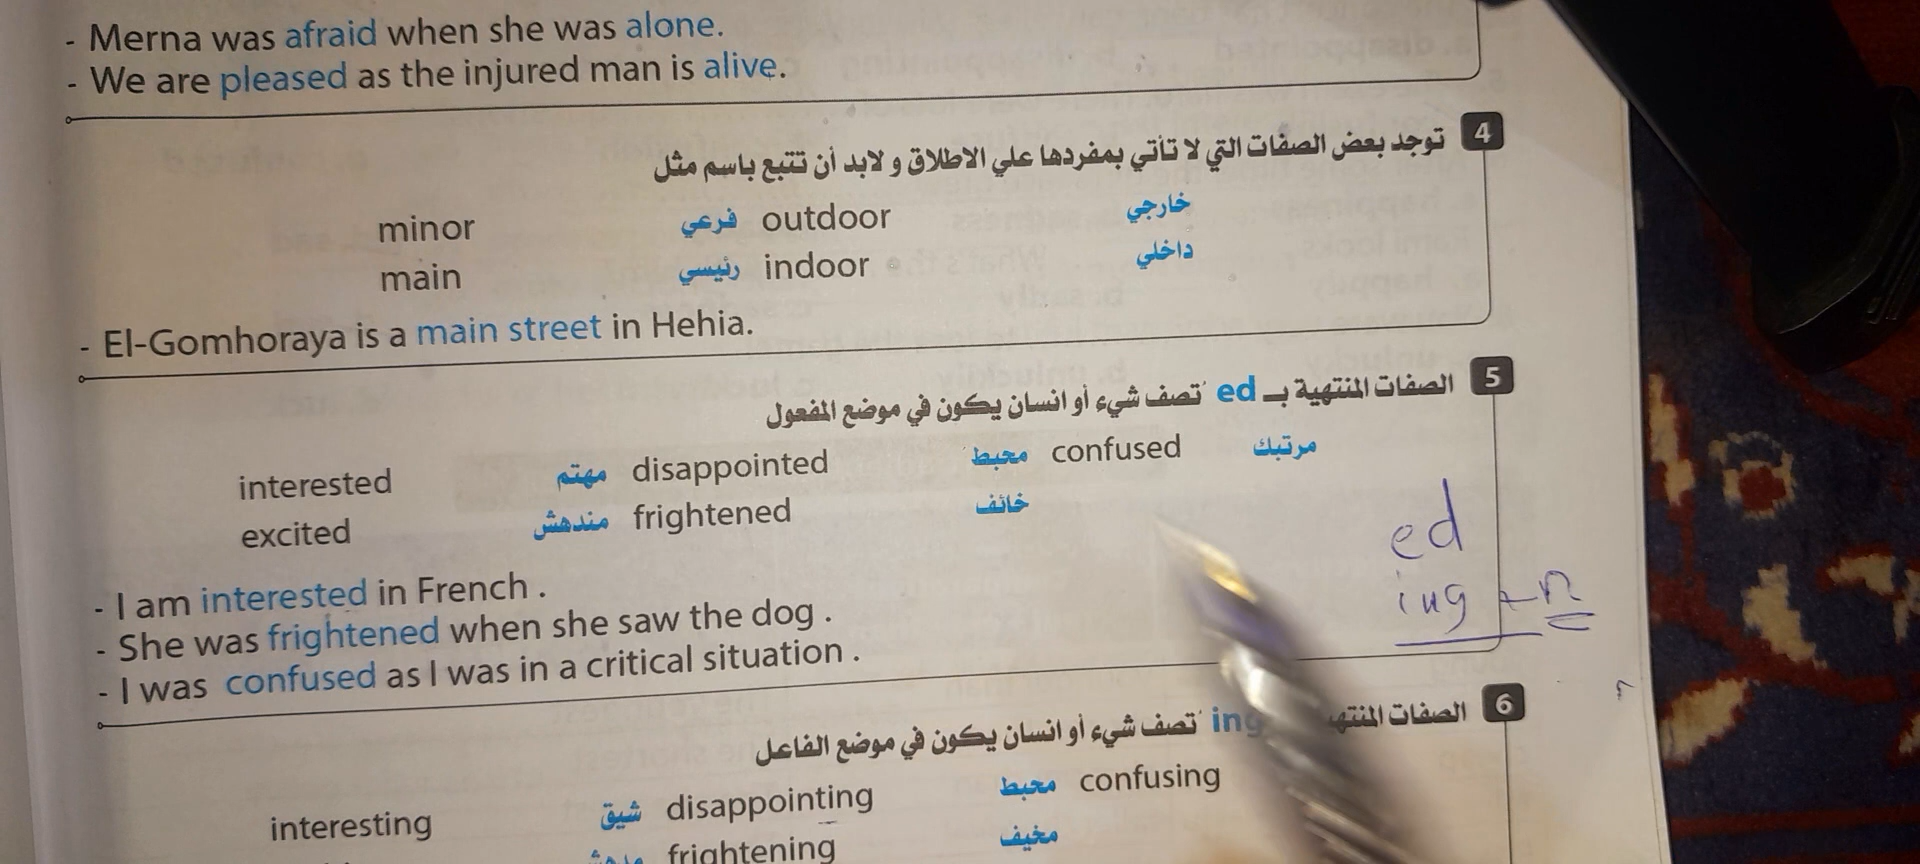 - Merna was afraid when she was alone.
- We are pleased as the injured man is alive.
4 توجد بعض الصفات التي لا تأتي بمفردها علي الاطلاق و لابد أن تتبع باسم مثل
minor فرعي outdoor خارجي
main رئيسي indoor داخلي
- El-Gomhoraya is a main street in Hehia.
5 الصفات المنتهية بـ ed تصف شيء أو انسان يكون في موضع المفعول
interested مهتم disappointed محبط confused مرتبك
excited مندهش frightened خائف
ed
ing + n
- I am interested in French .
- She was frightened when she saw the dog .
- I was confused as I was in a critical situation .
6 الصفات ing تصف شيء أو انسان يكون في موضع الفاعل
interesting شيق disappointing محبط confusing
frightening مخيف